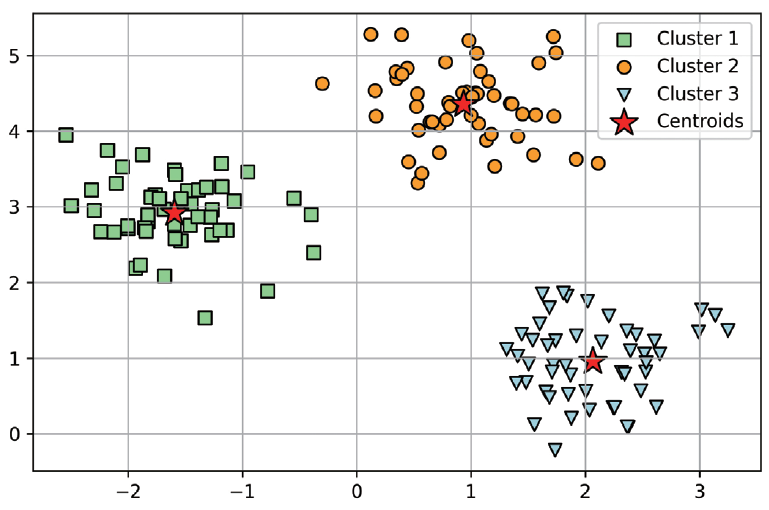 Cluster 1
Cluster 2
Cluster 3
Centroids
5
4
3
2
1
0
−2 −1 0 1 2 3